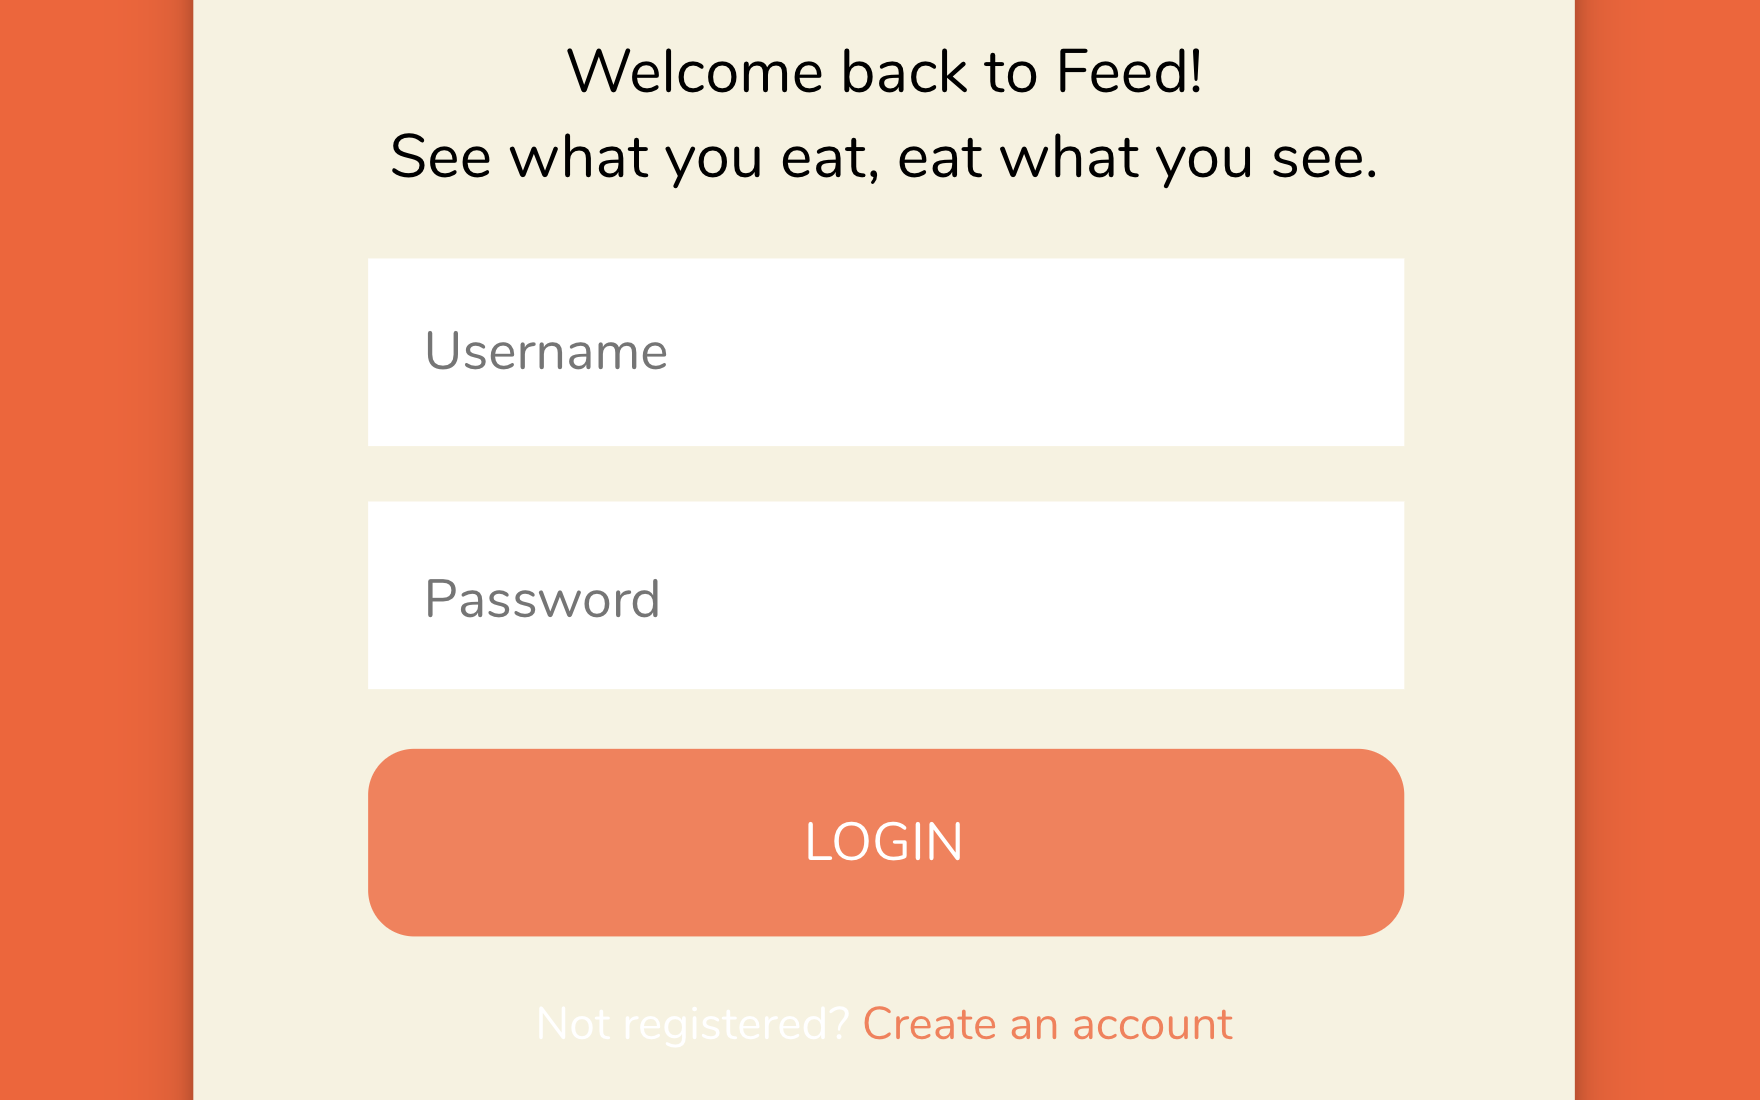 Welcome back to Feed!
See what you eat, eat what you see.
Username
Password
LOGIN
Not registered? Create an account